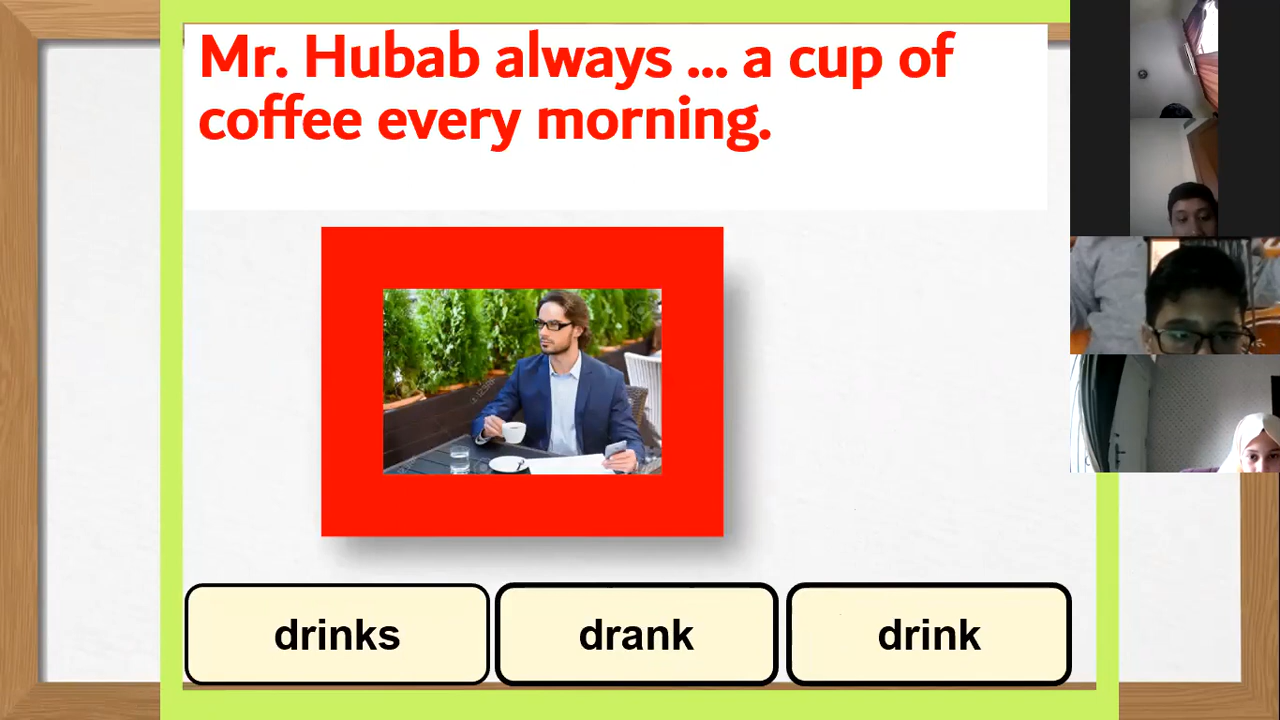 Mr. Hubab always ... a cup of
coffee every morning.
drinks
drank
drink